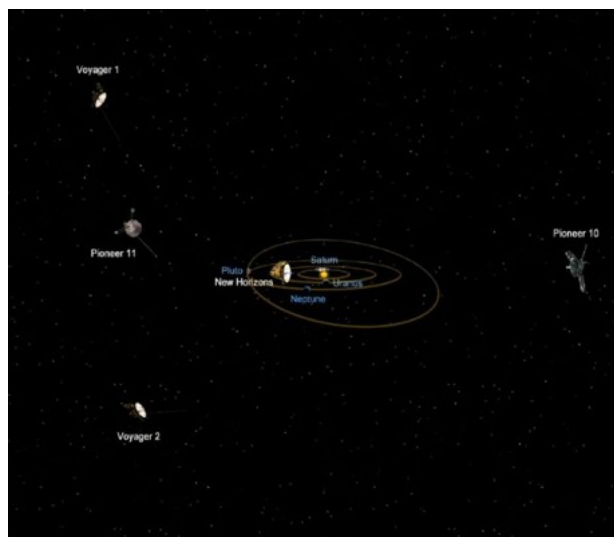 Voyager 1
Pioneer 11
Pioneer 10
Saturn
Pluto
New Horizons
Uranus
Neptune
Voyager 2